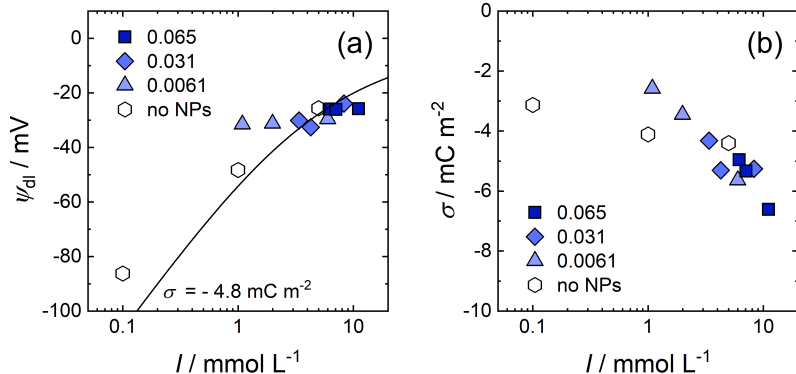 0
-20
-40
-60
-80
-100
ψdl / mV
0.065
0.031
0.0061
no NPs
(a)
σ = - 4.8 mC m-2
0.1
1
10
I / mmol L-1
0
-2
-4
-6
-8
-10
σ / mC m-2
(b)
0.065
0.031
0.0061
no NPs
0.1
1
10
I / mmol L-1